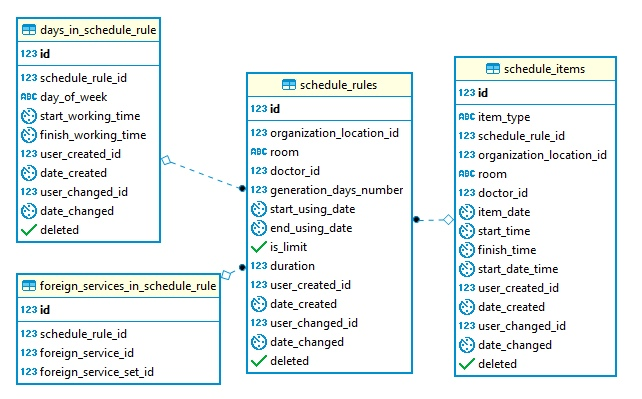 days_in_schedule_rule
123 id
123 schedule_rule_id
ABC day_of_week
start_working_time
finish_working_time
123 user_created_id
date_created
123 user_changed_id
date_changed
deleted
foreign_services_in_schedule_rule
123 id
123 schedule_rule_id
123 foreign_service_id
123 foreign_service_set_id
schedule_rules
123 id
123 organization_location_id
ABC room
123 doctor_id
123 generation_days_number
start_using_date
end_using_date
is_limit
123 duration
123 user_created_id
date_created
123 user_changed_id
date_changed
deleted
schedule_items
123 id
ABC item_type
123 schedule_rule_id
123 organization_location_id
ABC room
123 doctor_id
item_date
start_time
finish_time
start_date_time
123 user_created_id
date_created
123 user_changed_id
date_changed
deleted